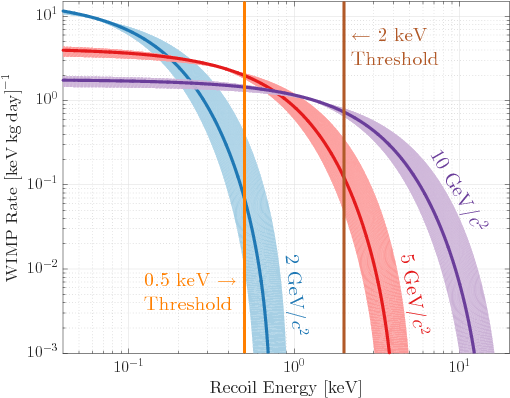 10¹
← 2 keV
Threshold
10⁰
10 GeV/c²
10⁻¹
WIMP Rate [keV kg day]⁻¹
10⁻²
0.5 keV →
Threshold
2 GeV/c²
5 GeV/c²
10⁻³
10⁻¹ 10⁰ 10¹
Recoil Energy [keV]